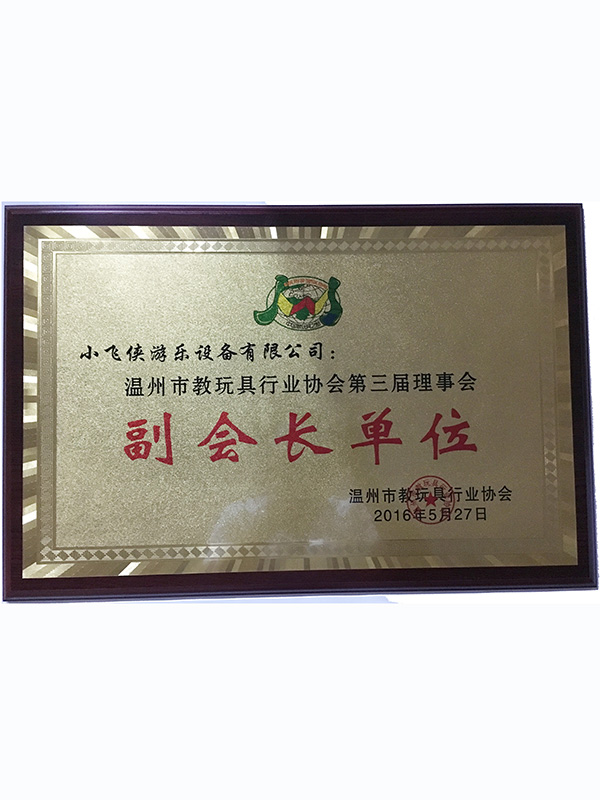 小飞侠游乐设备有限公司：
温州市教玩具行业协会第三届理事会
副会长单位
温州市教玩具行业协会
2016年5月27日